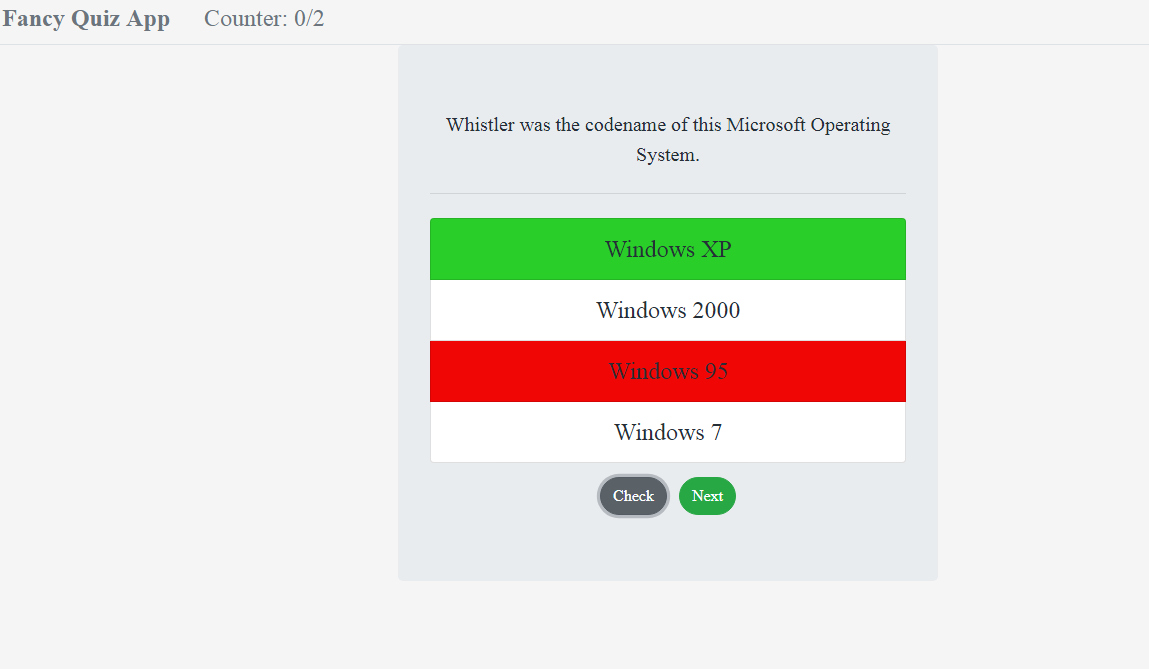 Fancy Quiz App Counter: 0/2
Whistler was the codename of this Microsoft Operating
System.
Windows XP
Windows 2000
Windows 95
Windows 7
Check Next